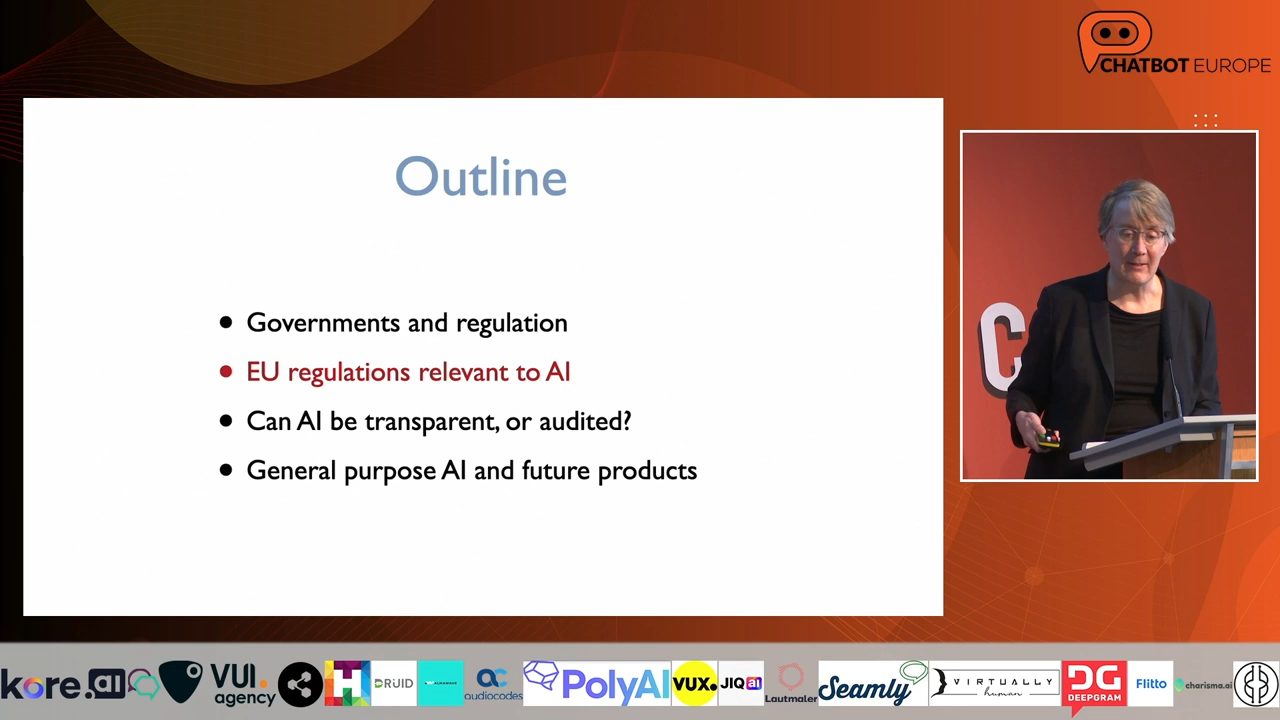 CHATBOT EUROPE
Outline
• Governments and regulation
• EU regulations relevant to AI
• Can AI be transparent, or audited?
• General purpose AI and future products
C
kore.ai
VUI.
agency
H
DRUID
ac
audiocodes
PolyAI
VUX.
JIQ ai
Lautmaler
Seamly
VIRTUALLY
human
DG
DEEPGRAM
Flitto
charisma.ai